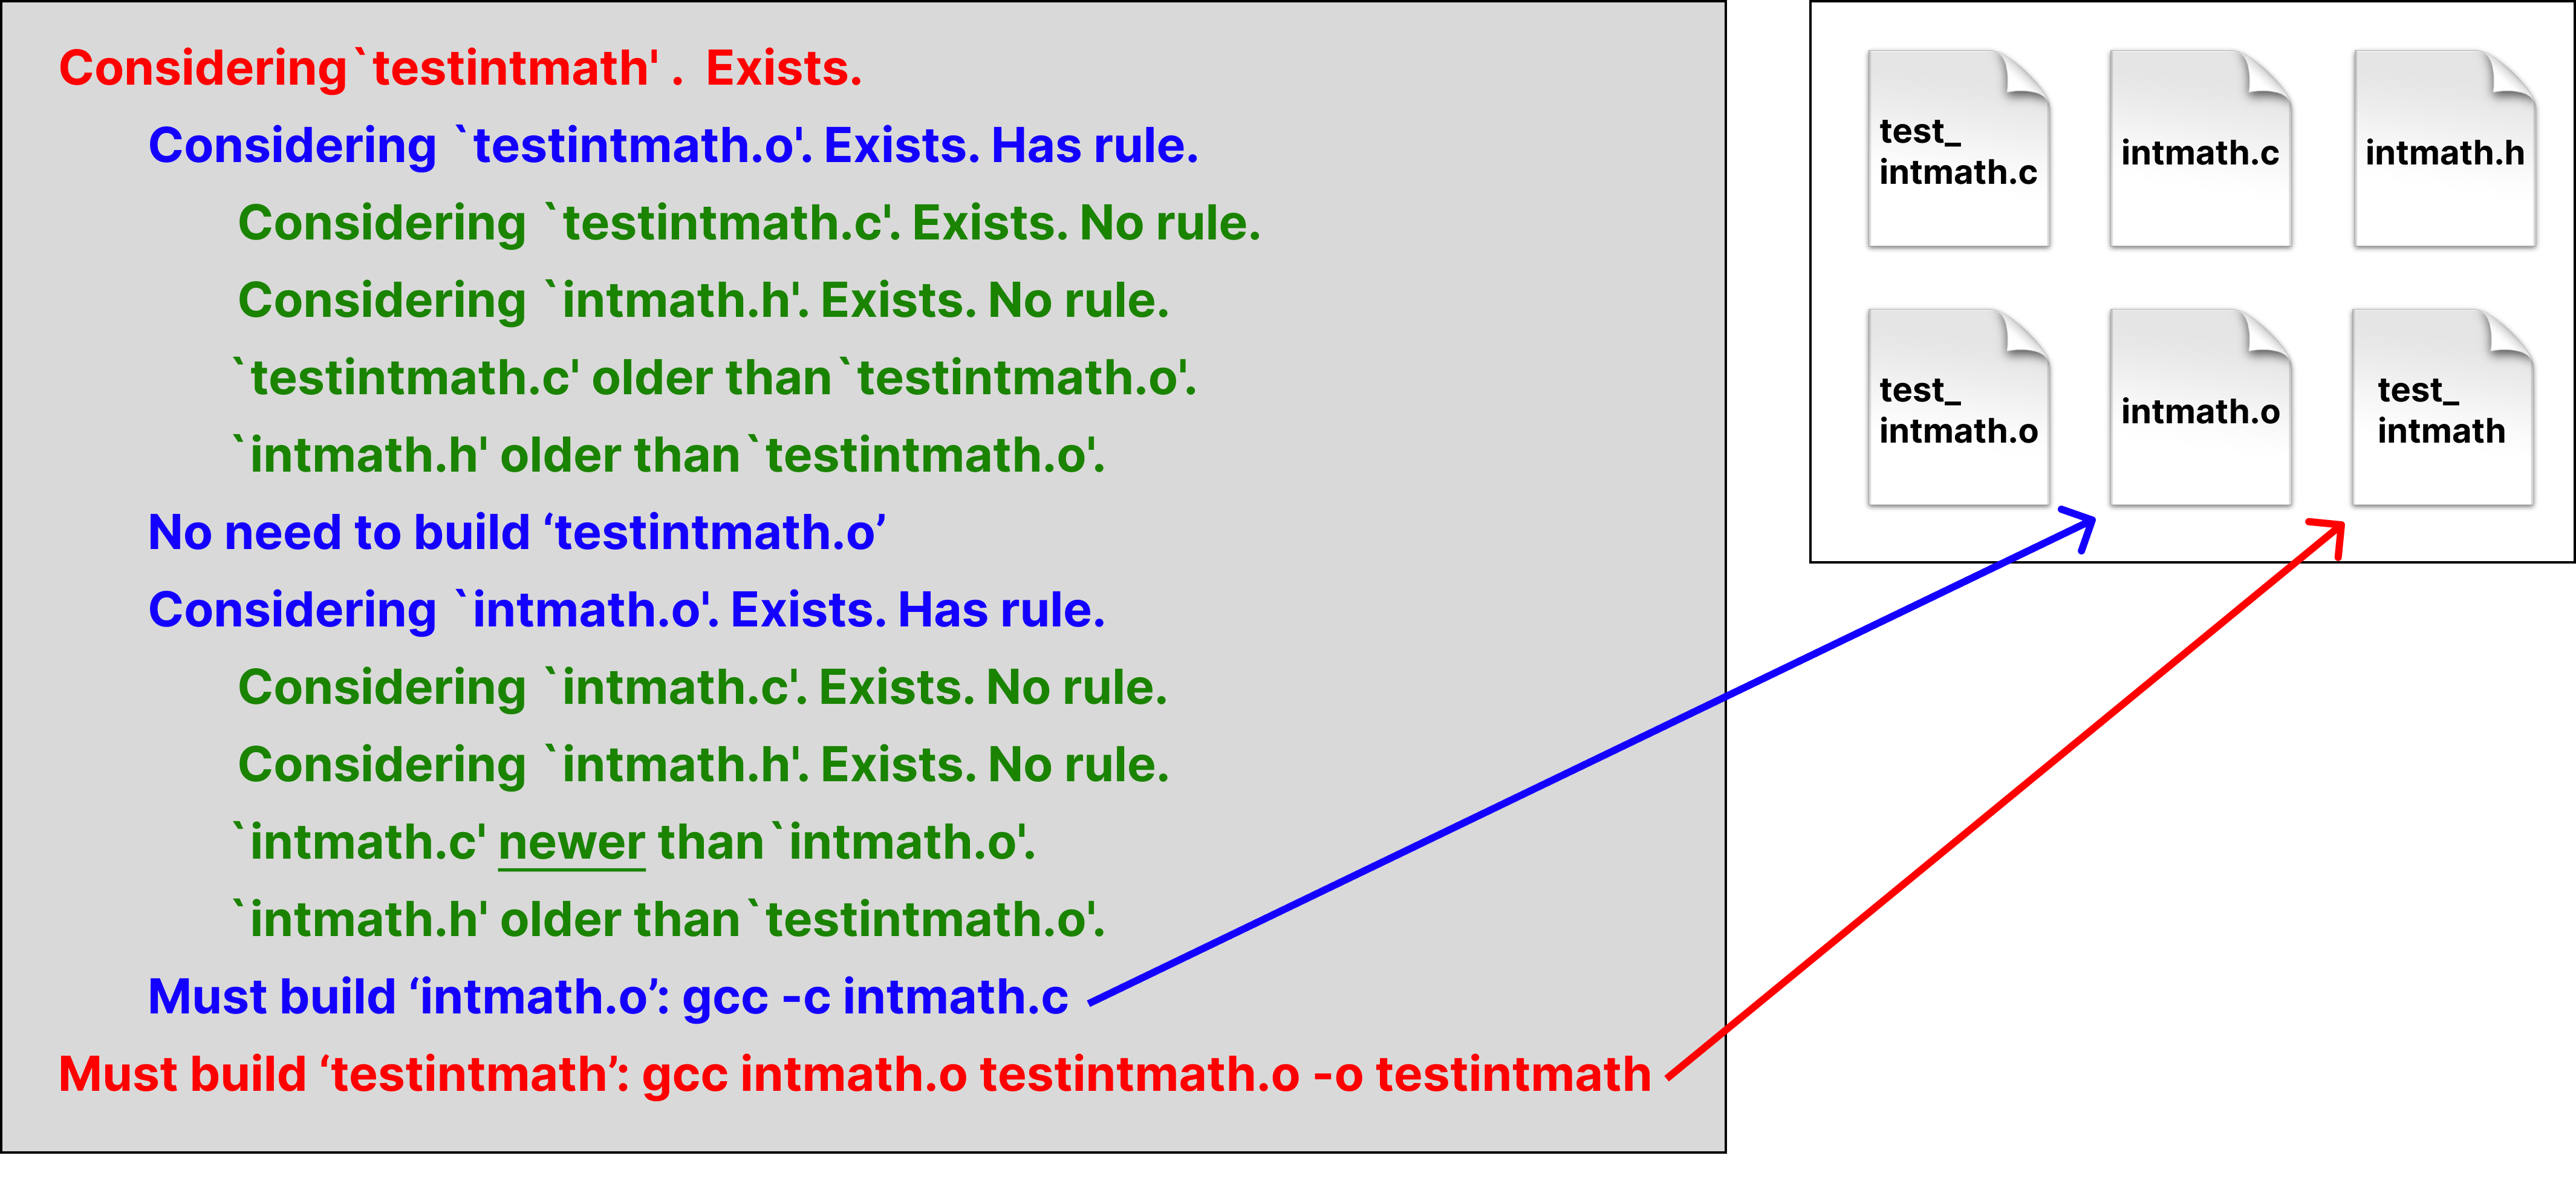 Considering`testintmath' .  Exists.
Considering `testintmath.o'. Exists. Has rule.
Considering `testintmath.c'. Exists. No rule.
Considering `intmath.h'. Exists. No rule.
`testintmath.c' older than`testintmath.o'.
`intmath.h' older than`testintmath.o'.
No need to build ‘testintmath.o’
Considering `intmath.o'. Exists. Has rule.
Considering `intmath.c'. Exists. No rule.
Considering `intmath.h'. Exists. No rule.
`intmath.c' newer than`intmath.o'.
`intmath.h' older than`testintmath.o'.
Must build ‘intmath.o’: gcc -c intmath.c
Must build ‘testintmath’: gcc intmath.o testintmath.o -o testintmath
test_
intmath.c
intmath.c
intmath.h
test_
intmath.o
intmath.o
test_
intmath